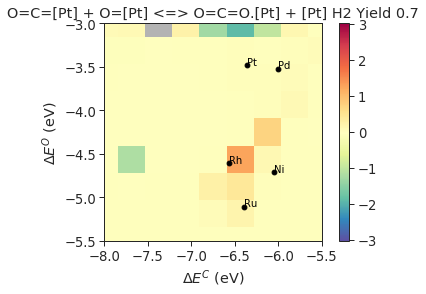 O=C=[Pt] + O=[Pt] <=> O=C=O.[Pt] + [Pt] H2 Yield 0.7
−3.0
−3.5
−4.0
−4.5
−5.0
−5.5
ΔE^O (eV)
Pt
Pd
Rh
Ni
Ru
−8.0 −7.5 −7.0 −6.5 −6.0 −5.5
ΔE^C (eV)
3
2
1
0
−1
−2
−3